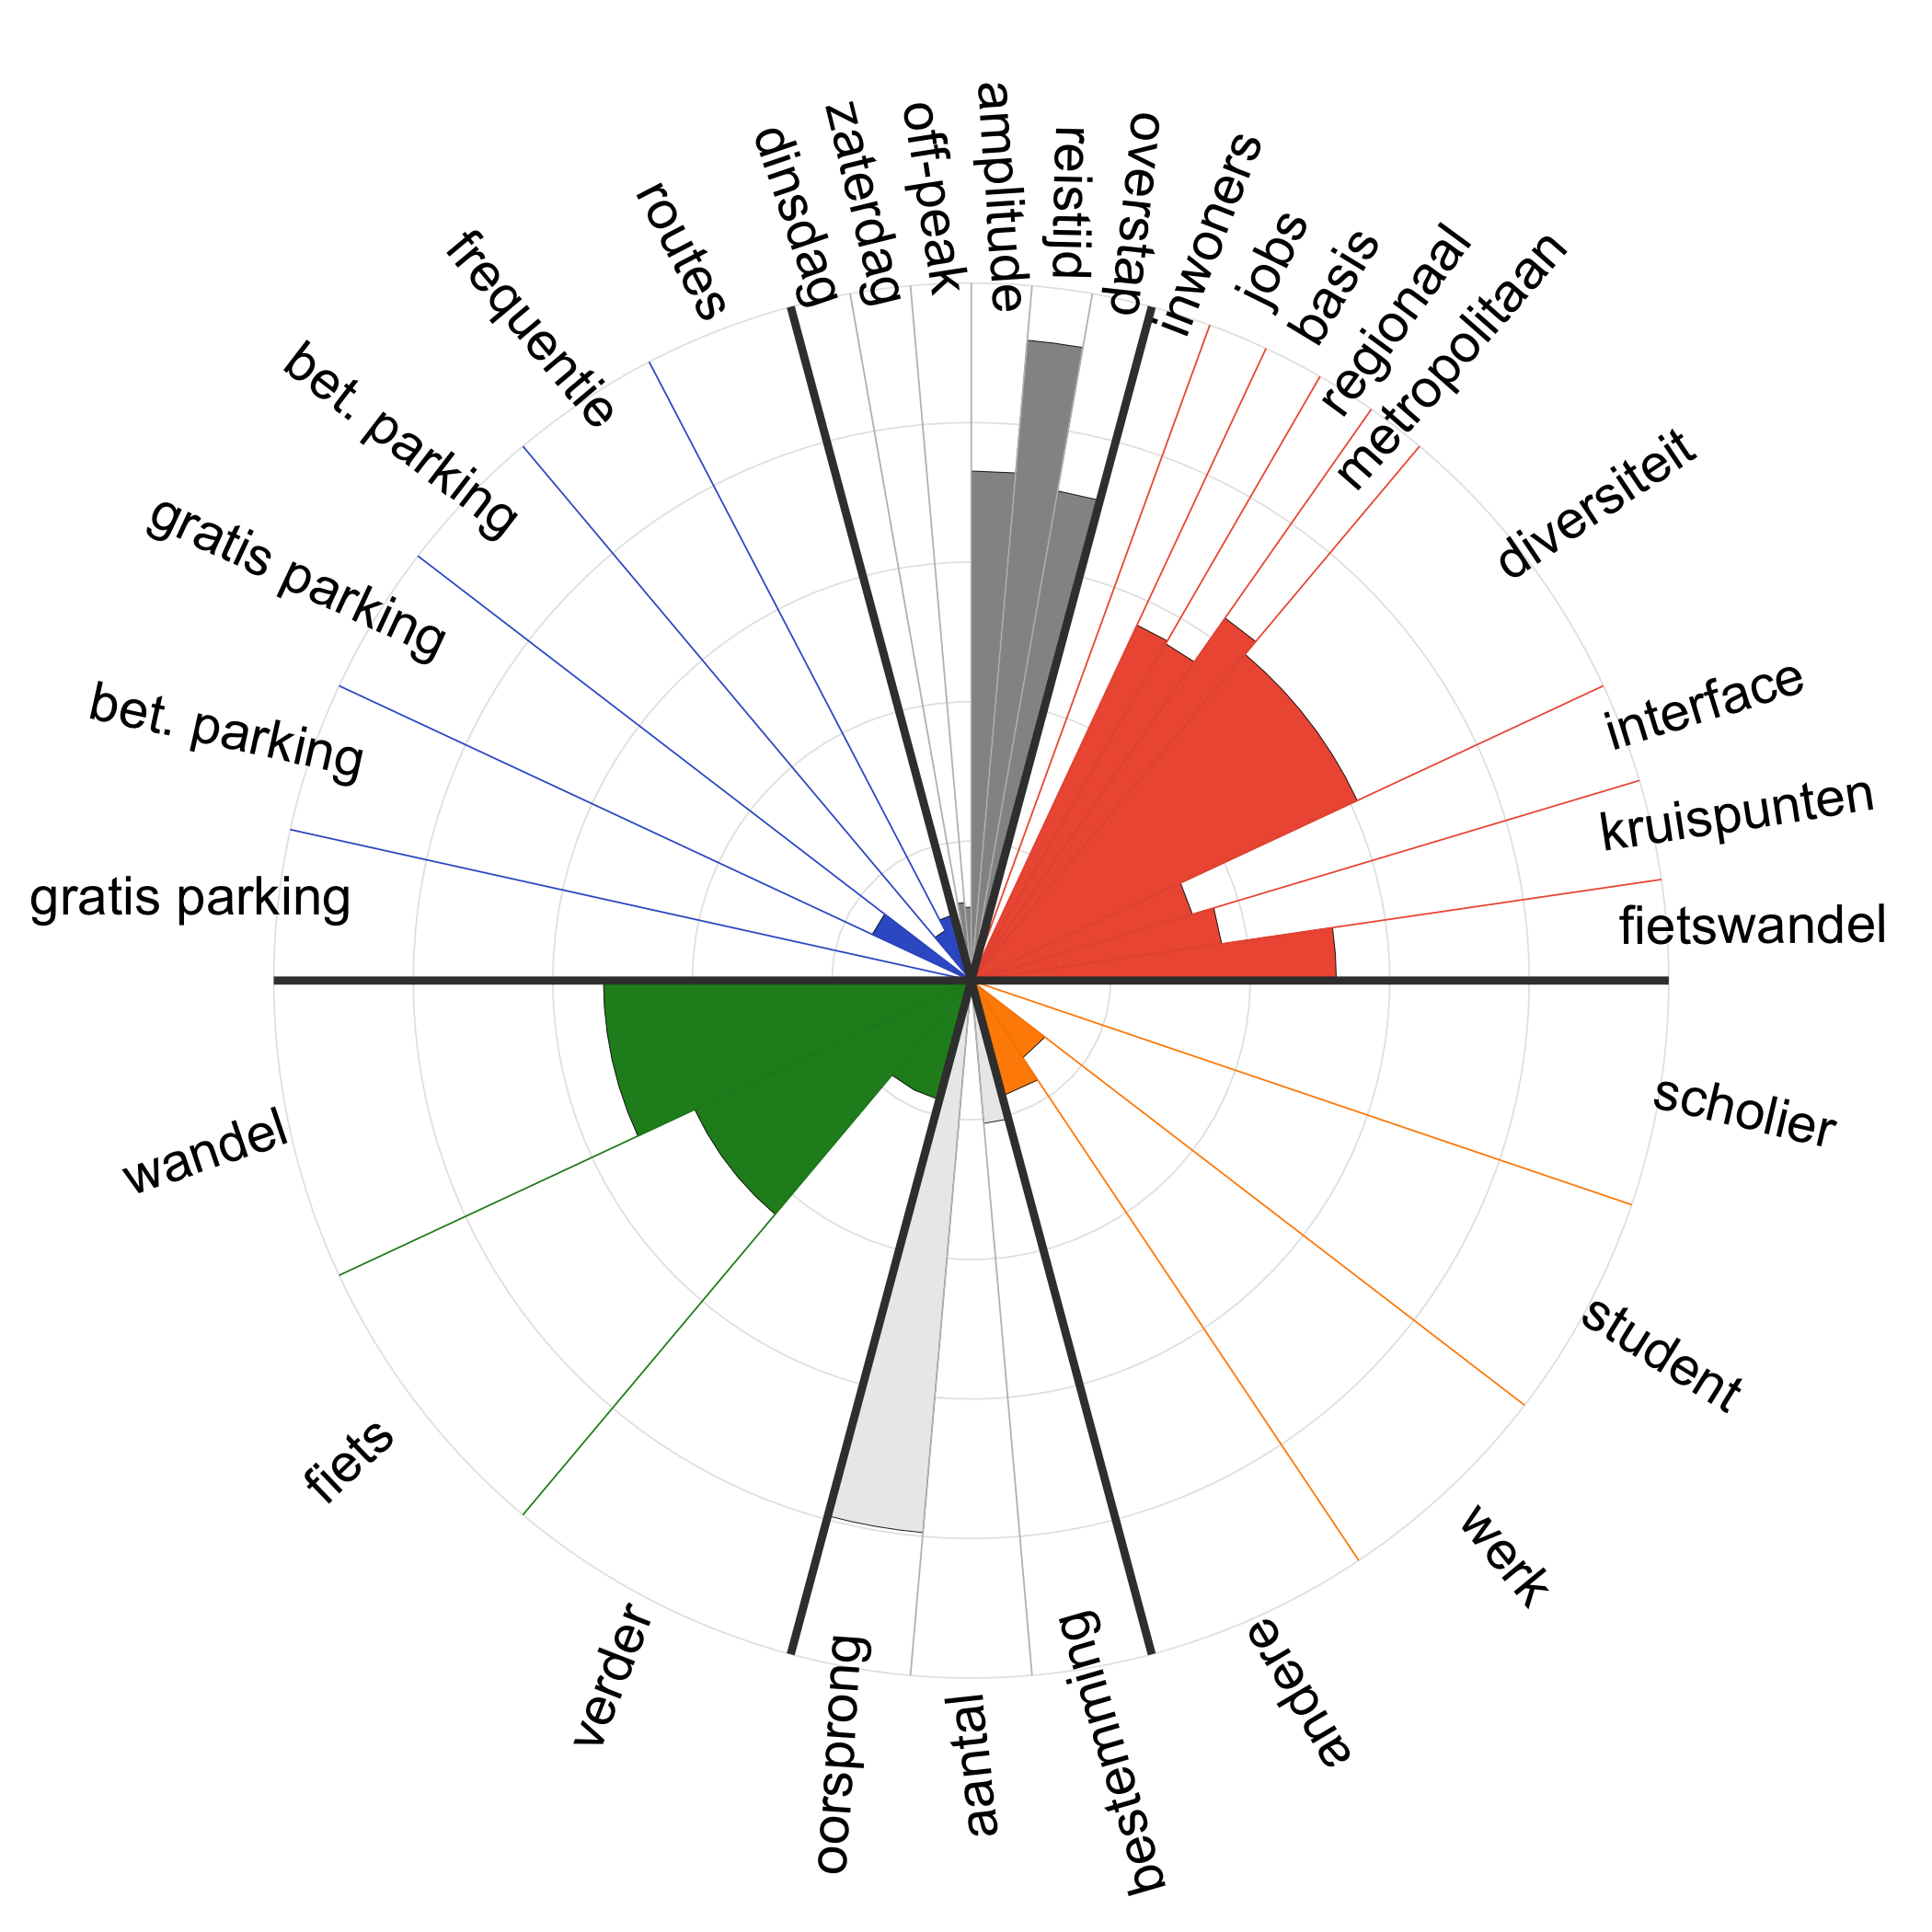 dinsdag
zaterdag
off-peak
amplitude
reistijd
overstap
inwoners
jobs
basis
regionaal
metropolitaan
diversiteit
interface
kruispunten
fietswandel
scholier
student
werk
andere
bestemming
aantal
oorsprong
verder
fiets
wandel
gratis parking
bet. parking
gratis parking
bet. parking
frequentie
routes